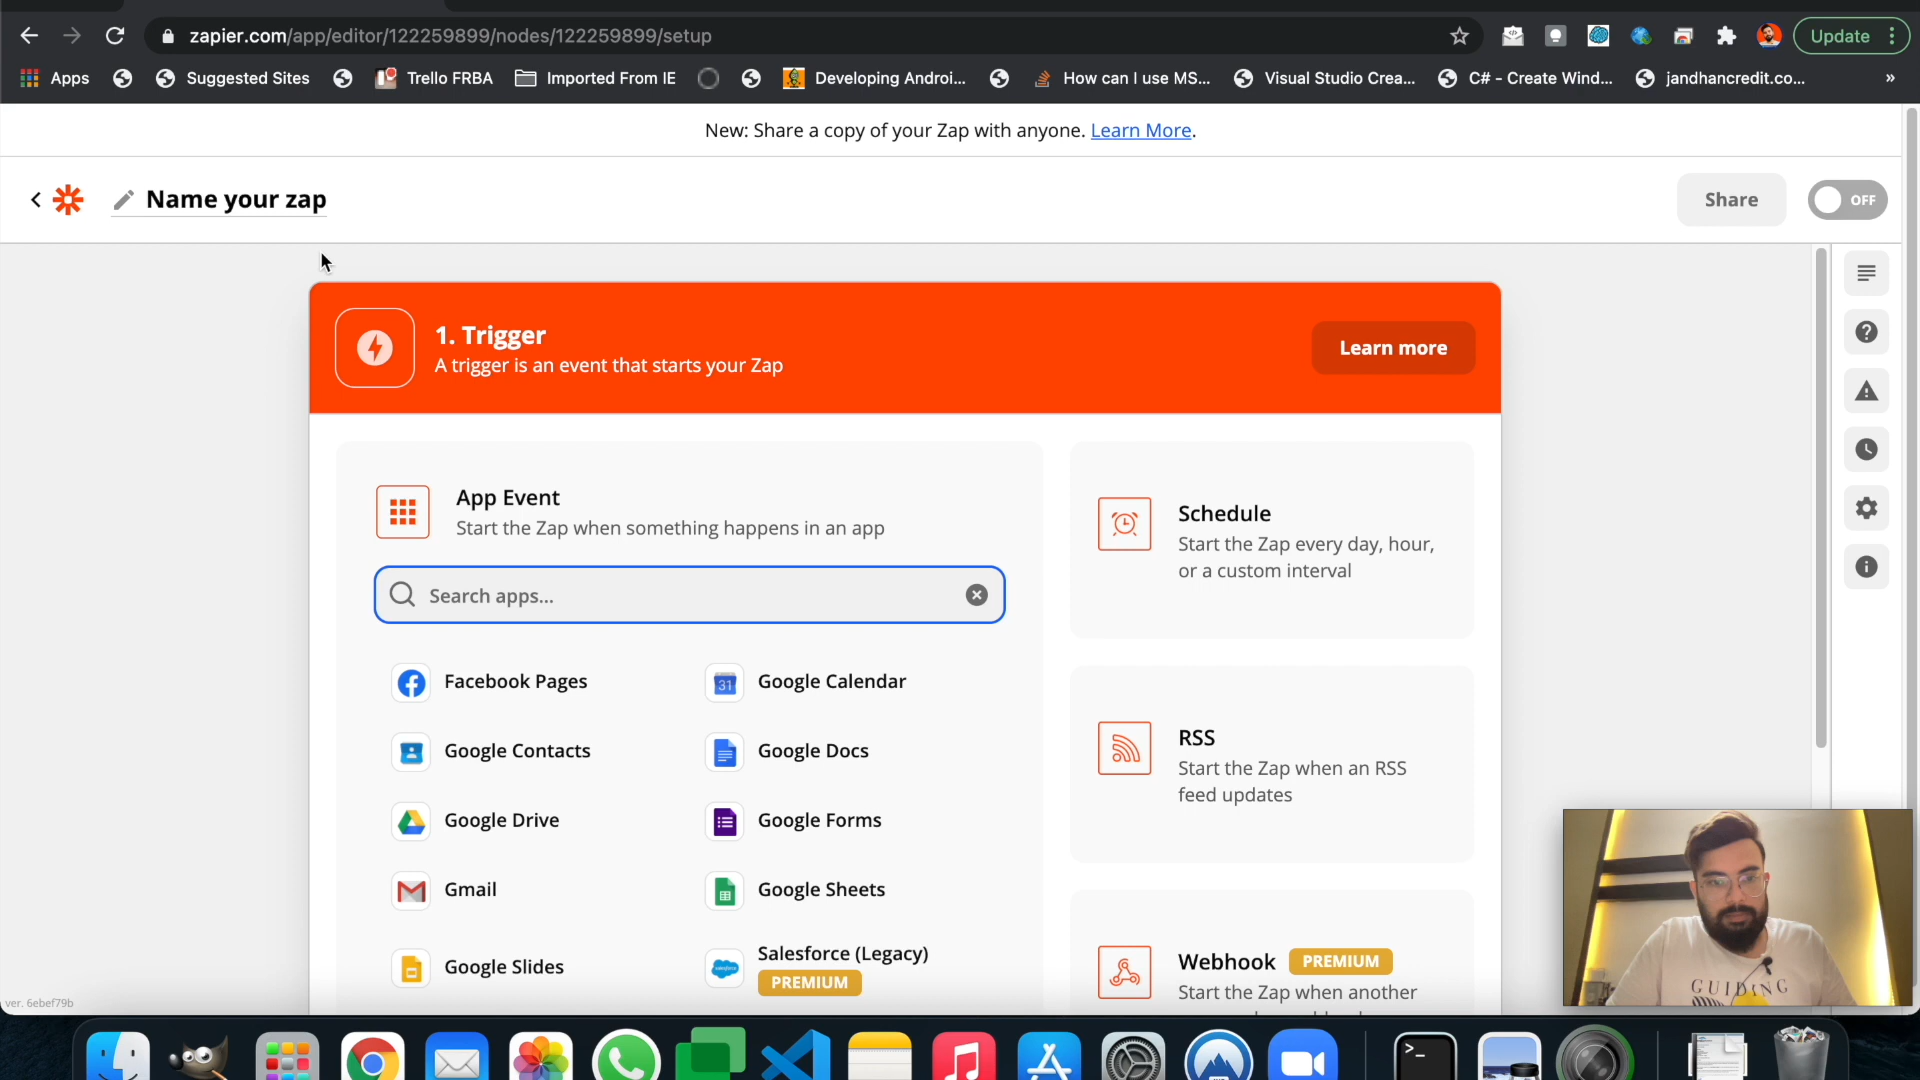 zapier.com/app/editor/122259899/nodes/122259899/setup
Update
Apps
Suggested Sites
Trello FRBA
Imported From IE
Developing Androi...
How can I use MS...
Visual Studio Crea...
C# - Create Wind...
jandhancredit.co...
»
New: Share a copy of your Zap with anyone. Learn More.
Name your zap
Share
OFF
1. Trigger
A trigger is an event that starts your Zap
Learn more
App Event
Start the Zap when something happens in an app
Search apps...
Facebook Pages
Google Calendar
Google Contacts
Google Docs
Google Drive
Google Forms
Gmail
Google Sheets
Google Slides
Salesforce (Legacy)
PREMIUM
Schedule
Start the Zap every day, hour,
or a custom interval
RSS
Start the Zap when an RSS
feed updates
Webhook PREMIUM
Start the Zap when another
ver. 6ebef79b
GUIDING